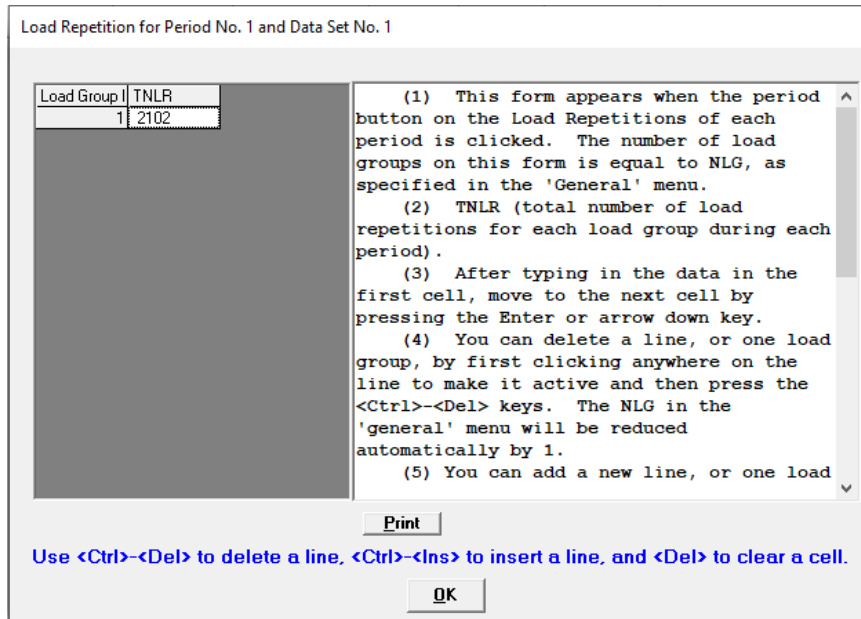 Load Repetition for Period No. 1 and Data Set No. 1
Load Group I TNLR
1 2102
(1) This form appears when the period
button on the Load Repetitions of each
period is clicked. The number of load
groups on this form is equal to NLG, as
specified in the 'General' menu.
(2) TNLR (total number of load
repetitions for each load group during each
period).
(3) After typing in the data in the
first cell, move to the next cell by
pressing the Enter or arrow down key.
(4) You can delete a line, or one load
group, by first clicking anywhere on the
line to make it active and then press the
<Ctrl>-<Del> keys. The NLG in the
'general' menu will be reduced
automatically by 1.
(5) You can add a new line, or one load
Print
Use <Ctrl>-<Del> to delete a line, <Ctrl>-<Ins> to insert a line, and <Del> to clear a cell.
OK